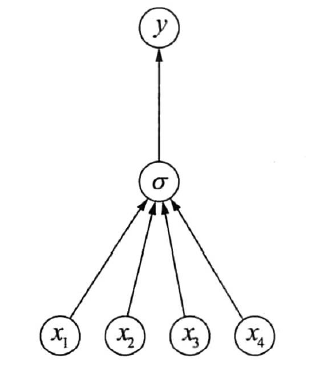 y
σ
x₁ x₂ x₃ x₄